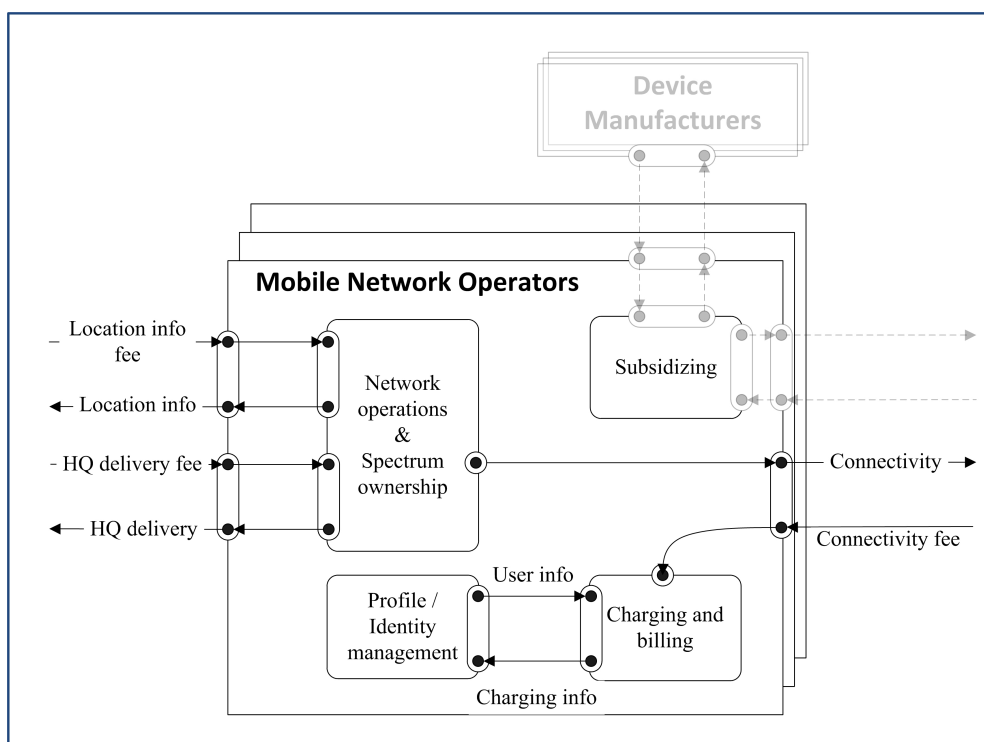 Device
Manufacturers
Mobile Network Operators
Location info
fee
Location info
HQ delivery fee
HQ delivery
Network
operations
&
Spectrum
ownership
Subsidizing
Connectivity
Connectivity fee
User info
Profile /
Identity
management
Charging and
billing
Charging info